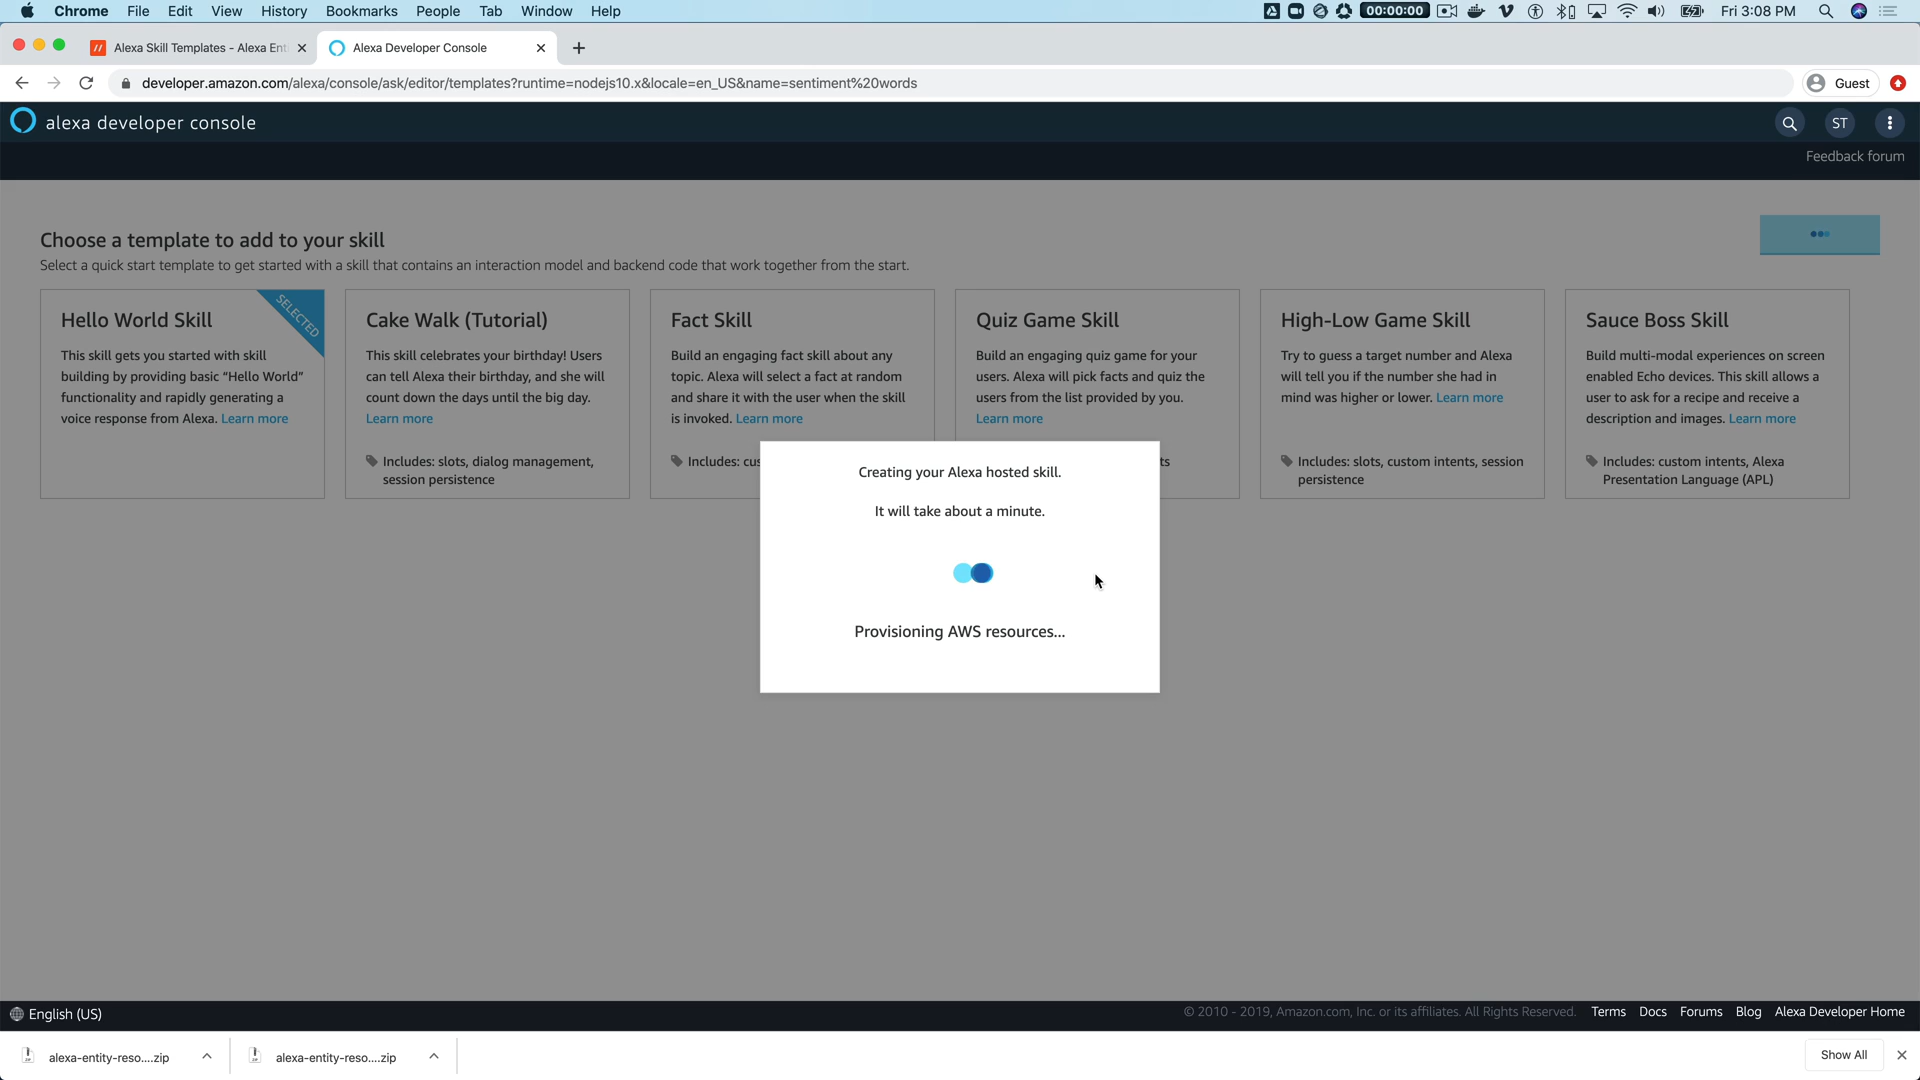 Chrome File Edit View History Bookmarks People Tab Window Help 00:00:00 Fri 3:08 PM
Alexa Skill Templates - Alexa Ent Alexa Developer Console
developer.amazon.com/alexa/console/ask/editor/templates?runtime=nodejs10.x&locale=en_US&name=sentiment%20words Guest
alexa developer console ST
Feedback forum
Choose a template to add to your skill
Select a quick start template to get started with a skill that contains an interaction model and backend code that work together from the start.
Hello World Skill
SELECTED
This skill gets you started with skill
building by providing basic “Hello World”
functionality and rapidly generating a
voice response from Alexa. Learn more
Cake Walk (Tutorial)
This skill celebrates your birthday! Users
can tell Alexa their birthday, and she will
count down the days until the big day.
Learn more
Includes: slots, dialog management,
session persistence
Fact Skill
Build an engaging fact skill about any
topic. Alexa will select a fact at random
and share it with the user when the skill
is invoked. Learn more
Includes: cus
Quiz Game Skill
Build an engaging quiz game for your
users. Alexa will pick facts and quiz the
users from the list provided by you.
Learn more
ts
High-Low Game Skill
Try to guess a target number and Alexa
will tell you if the number she had in
mind was higher or lower. Learn more
Includes: slots, custom intents, session
persistence
Sauce Boss Skill
Build multi-modal experiences on screen
enabled Echo devices. This skill allows a
user to ask for a recipe and receive a
description and images. Learn more
Includes: custom intents, Alexa
Presentation Language (APL)
Creating your Alexa hosted skill.
It will take about a minute.
Provisioning AWS resources...
English (US) © 2010 - 2019, Amazon.com, Inc. or its affiliates. All Rights Reserved. Terms Docs Forums Blog Alexa Developer Home
alexa-entity-reso....zip alexa-entity-reso....zip Show All